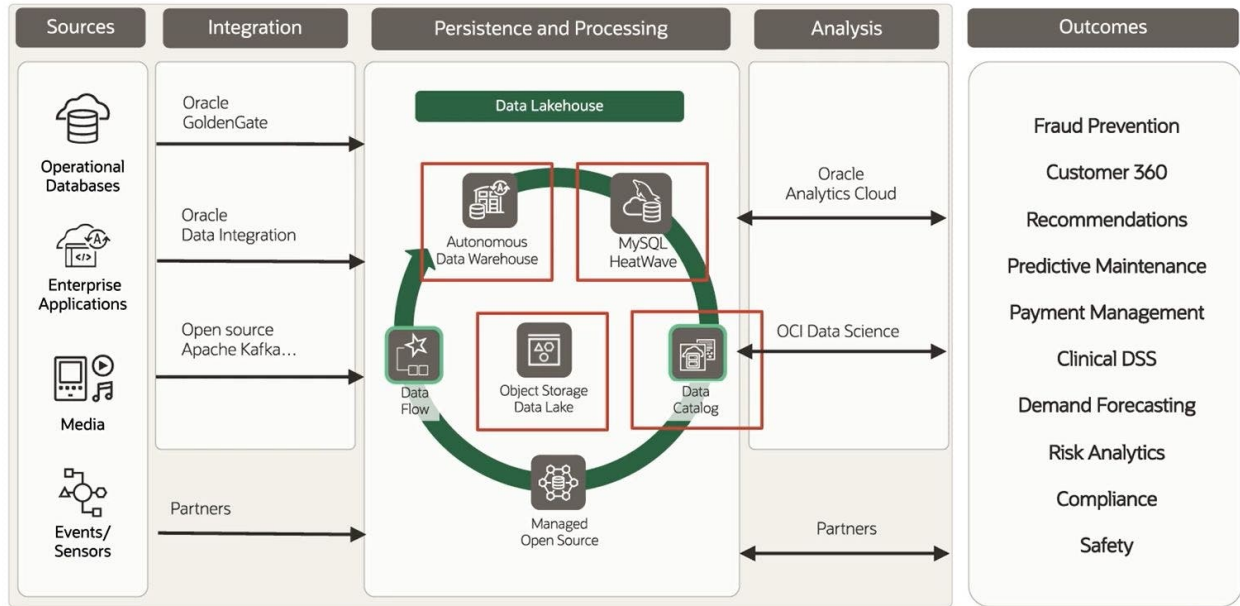 Sources
Integration
Persistence and Processing
Analysis
Outcomes
Operational
Databases
Enterprise
Applications
Media
Events/
Sensors
Oracle
GoldenGate
Oracle
Data Integration
Open source
Apache Kafka...
Partners
Data Lakehouse
Autonomous
Data Warehouse
MySQL
HeatWave
Data
Flow
Object Storage
Data Lake
Data
Catalog
Managed
Open Source
Oracle
Analytics Cloud
OCI Data Science
Partners
Fraud Prevention
Customer 360
Recommendations
Predictive Maintenance
Payment Management
Clinical DSS
Demand Forecasting
Risk Analytics
Compliance
Safety